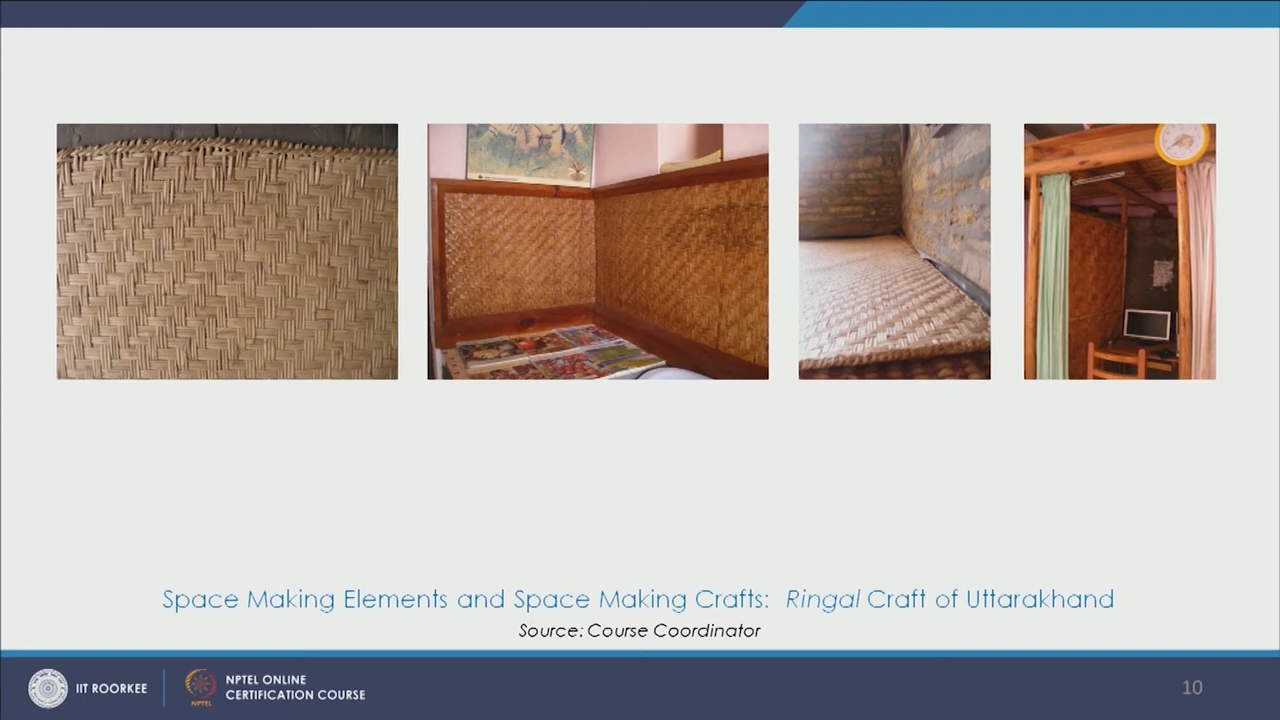 Space Making Elements and Space Making Crafts: Ringal Craft of Uttarakhand
Source: Course Coordinator
IIT ROORKEE
NPTEL
NPTEL ONLINE
CERTIFICATION COURSE
10